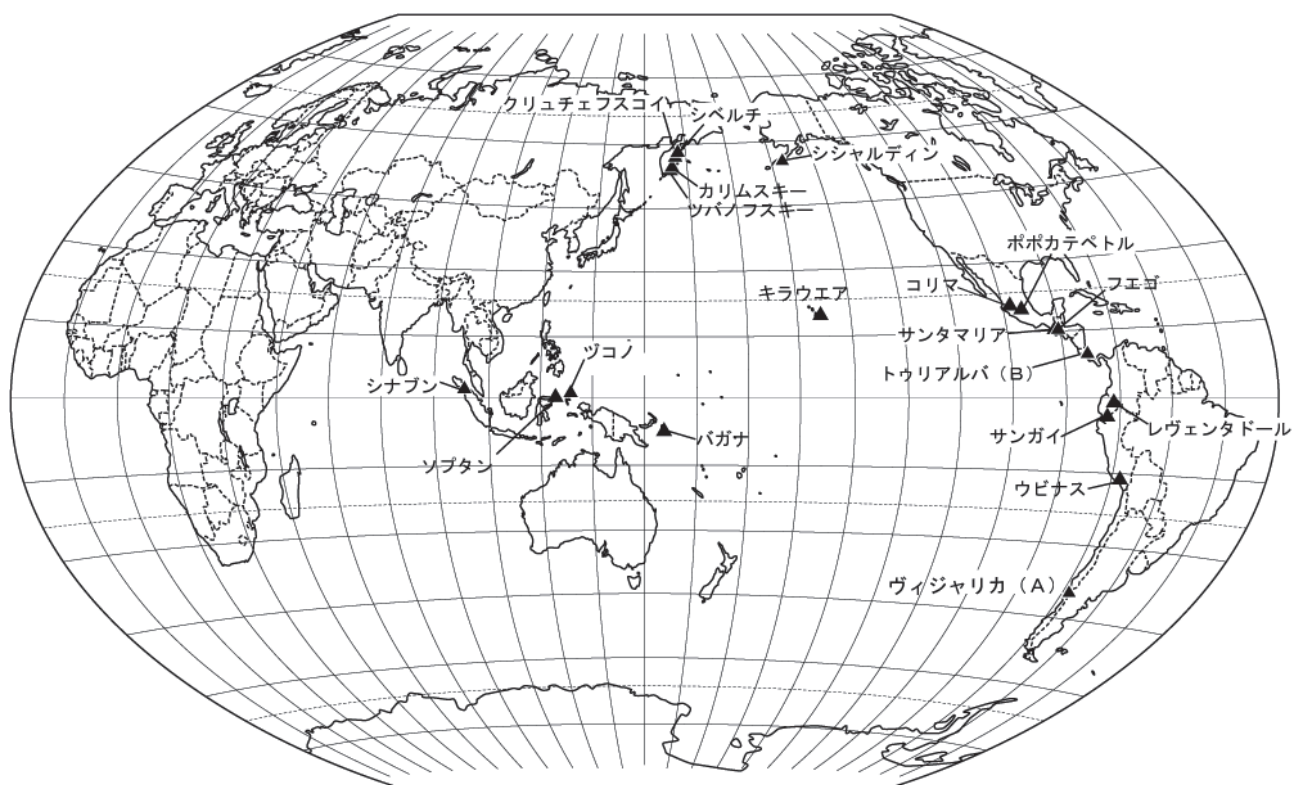 クリュチェフスコイ
シベルチ
シシャルディン
カリムスキー
ツパノフスキー
ポポカテペトル
コリマ
フエゴ
キラウエア
サンタマリア
トゥリアルバ（B）
シナブン
ヅコノ
ソプタン
バガナ
サンガイ
レヴェンタドール
ウビナス
ヴィジャリカ（A）